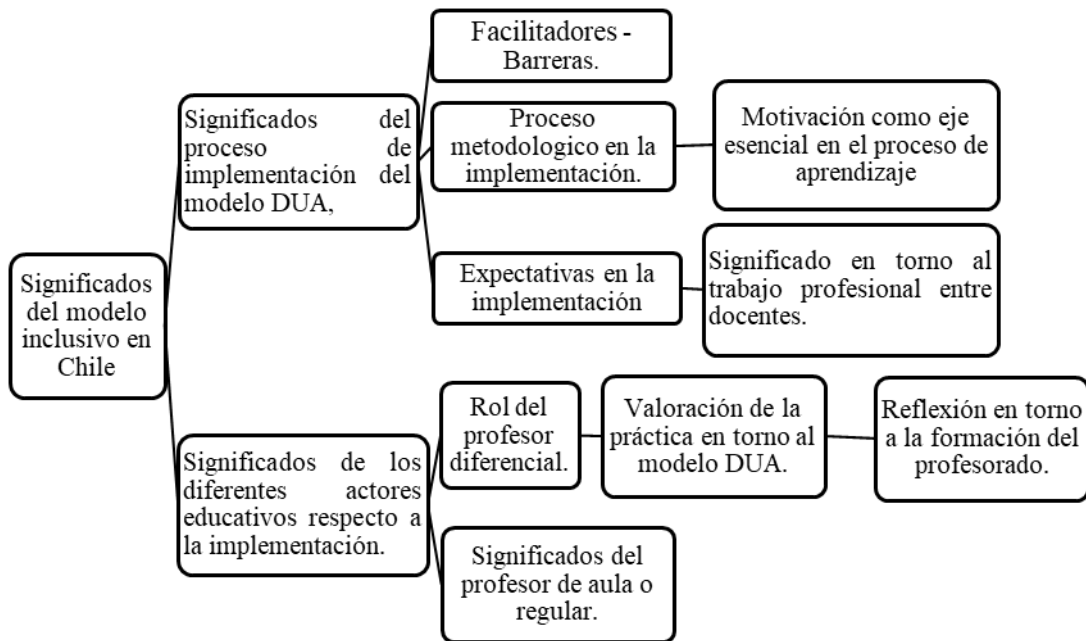 Facilitadores -
Barreras.
Significados del
proceso de
implementación del
modelo DUA,
Proceso
metodologico en la
implementación.
Motivación como eje
esencial en el proceso de
aprendizaje
Expectativas en la
implementación
Significado en torno al
trabajo profesional entre
docentes.
Significados
del modelo
inclusivo en
Chile
Significados de los
diferentes actores
educativos respecto a
la implementación.
Rol del
profesor
diferencial.
Valoración de la
práctica en torno al
modelo DUA.
Reflexión en torno
a la formación del
profesorado.
Significados del
profesor de aula o
regular.